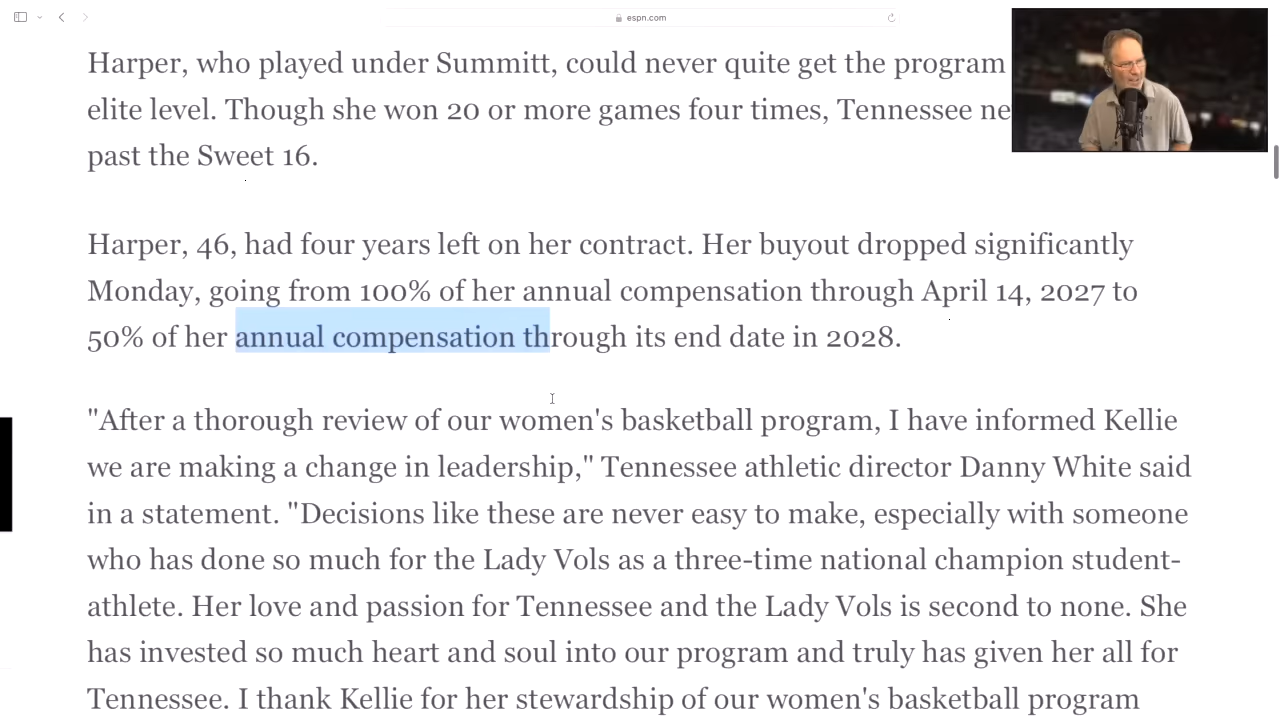 espn.com
Harper, who played under Summitt, could never quite get the program
elite level. Though she won 20 or more games four times, Tennessee
past the Sweet 16.
Harper, 46, had four years left on her contract. Her buyout dropped significantly
Monday, going from 100% of her annual compensation through April 14, 2027 to
50% of her annual compensation through its end date in 2028.
"After a thorough review of our women's basketball program, I have informed Kellie
we are making a change in leadership," Tennessee athletic director Danny White said
in a statement. "Decisions like these are never easy to make, especially with someone
who has done so much for the Lady Vols as a three-time national champion student-
athlete. Her love and passion for Tennessee and the Lady Vols is second to none. She
has invested so much heart and soul into our program and truly has given her all for
Tennessee. I thank Kellie for her stewardship of our women's basketball program